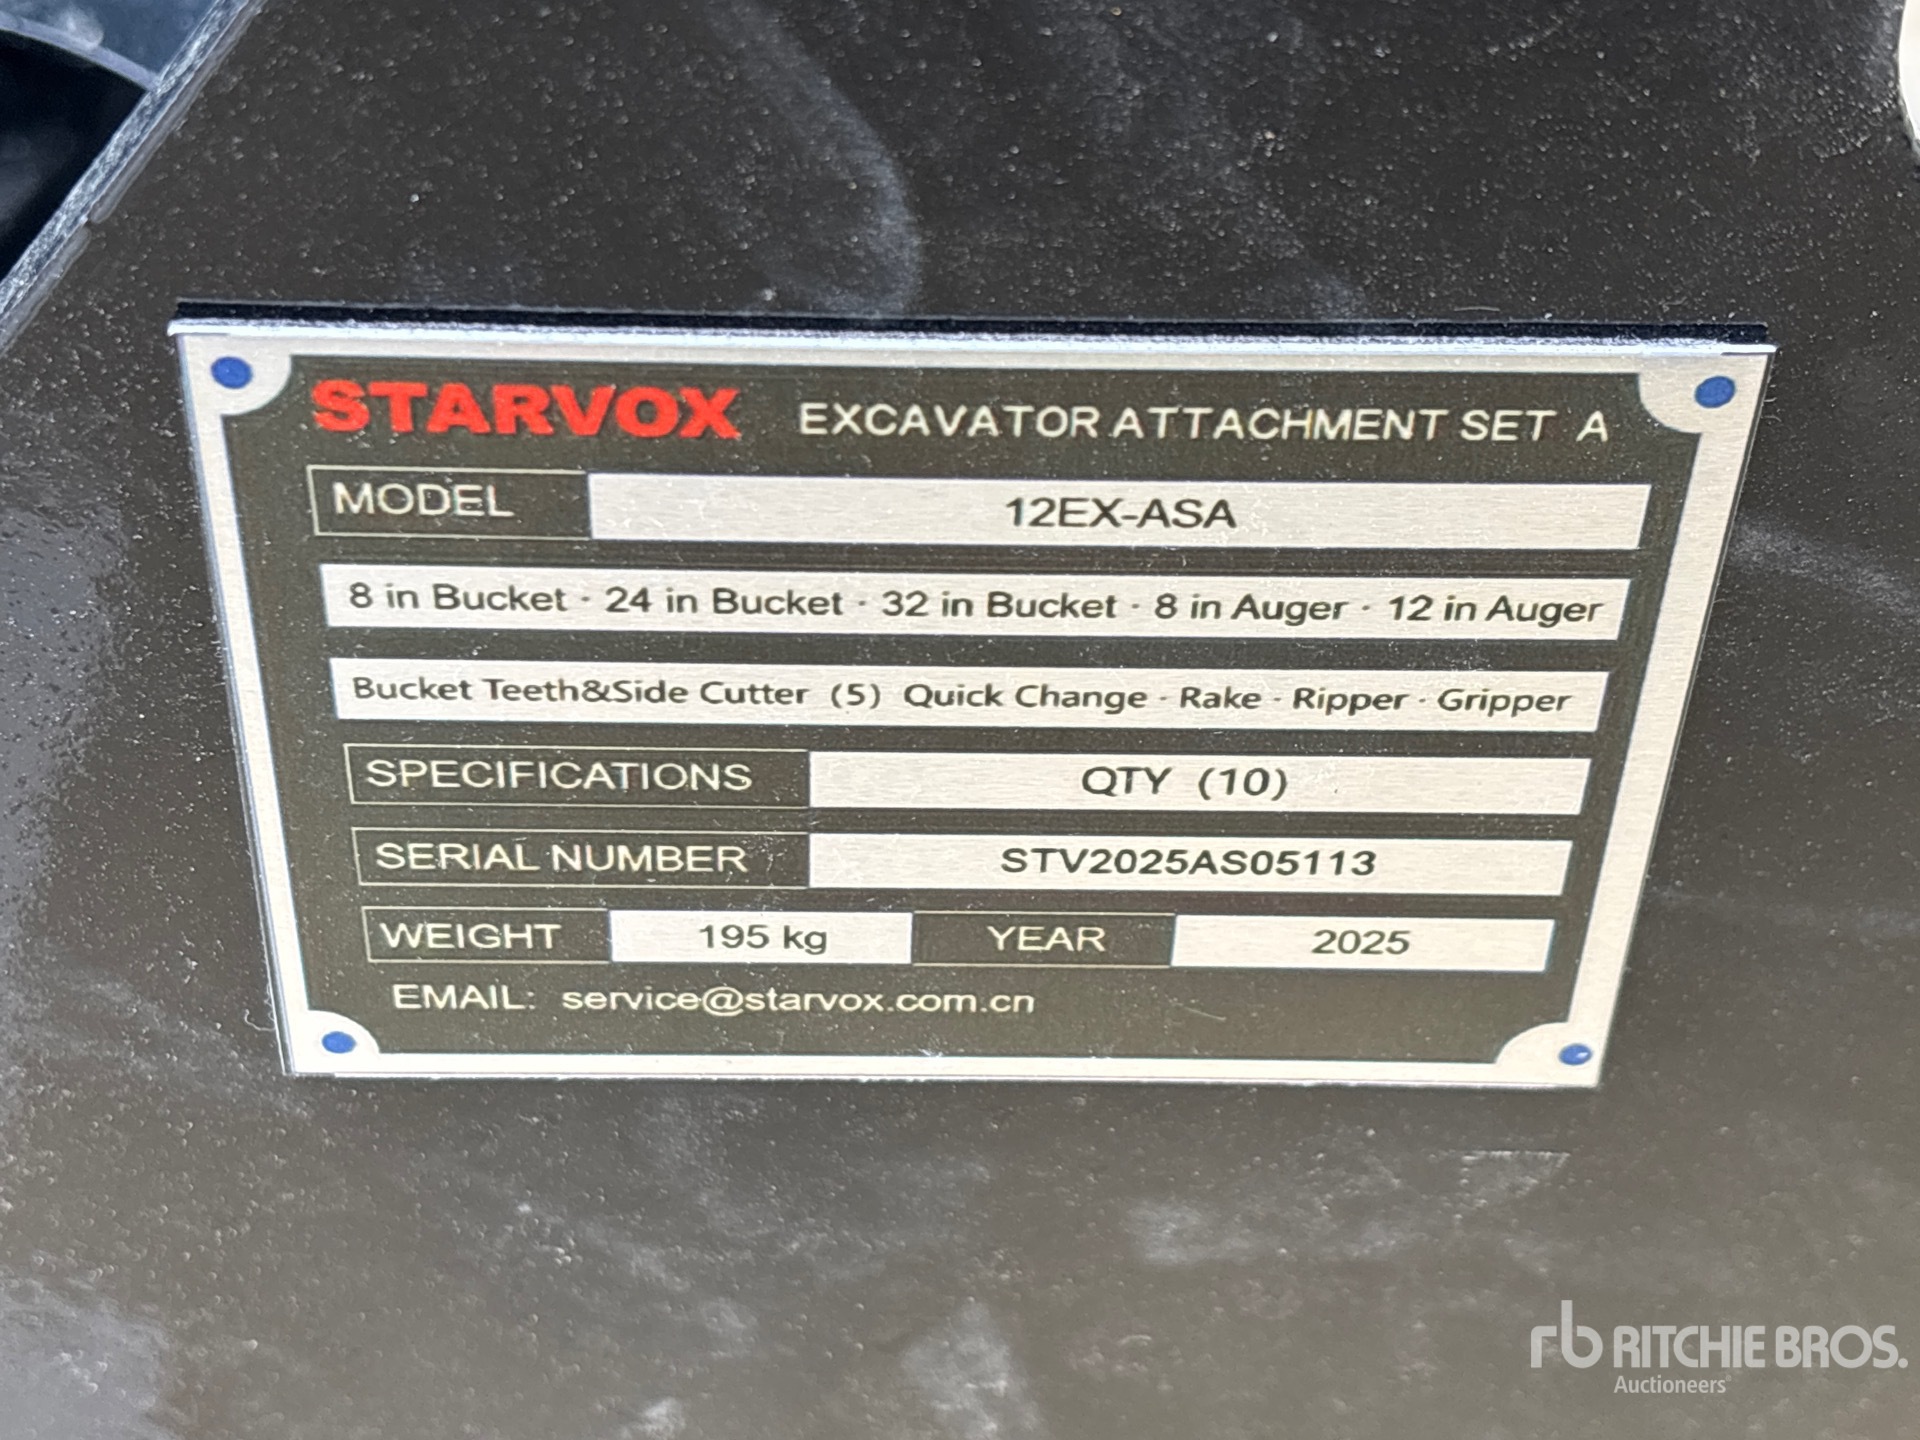 STARVOX EXCAVATOR ATTACHMENT SET A
MODEL 12EX-ASA
8 in Bucket · 24 in Bucket · 32 in Bucket · 8 in Auger · 12 in Auger
Bucket Teeth&Side Cutter (5) Quick Change · Rake · Ripper · Gripper
SPECIFICATIONS QTY (10)
SERIAL NUMBER STV2025AS05113
WEIGHT 195 kg YEAR 2025
EMAIL: service@starvox.com.cn
rb RITCHIE BROS.
Auctioneers